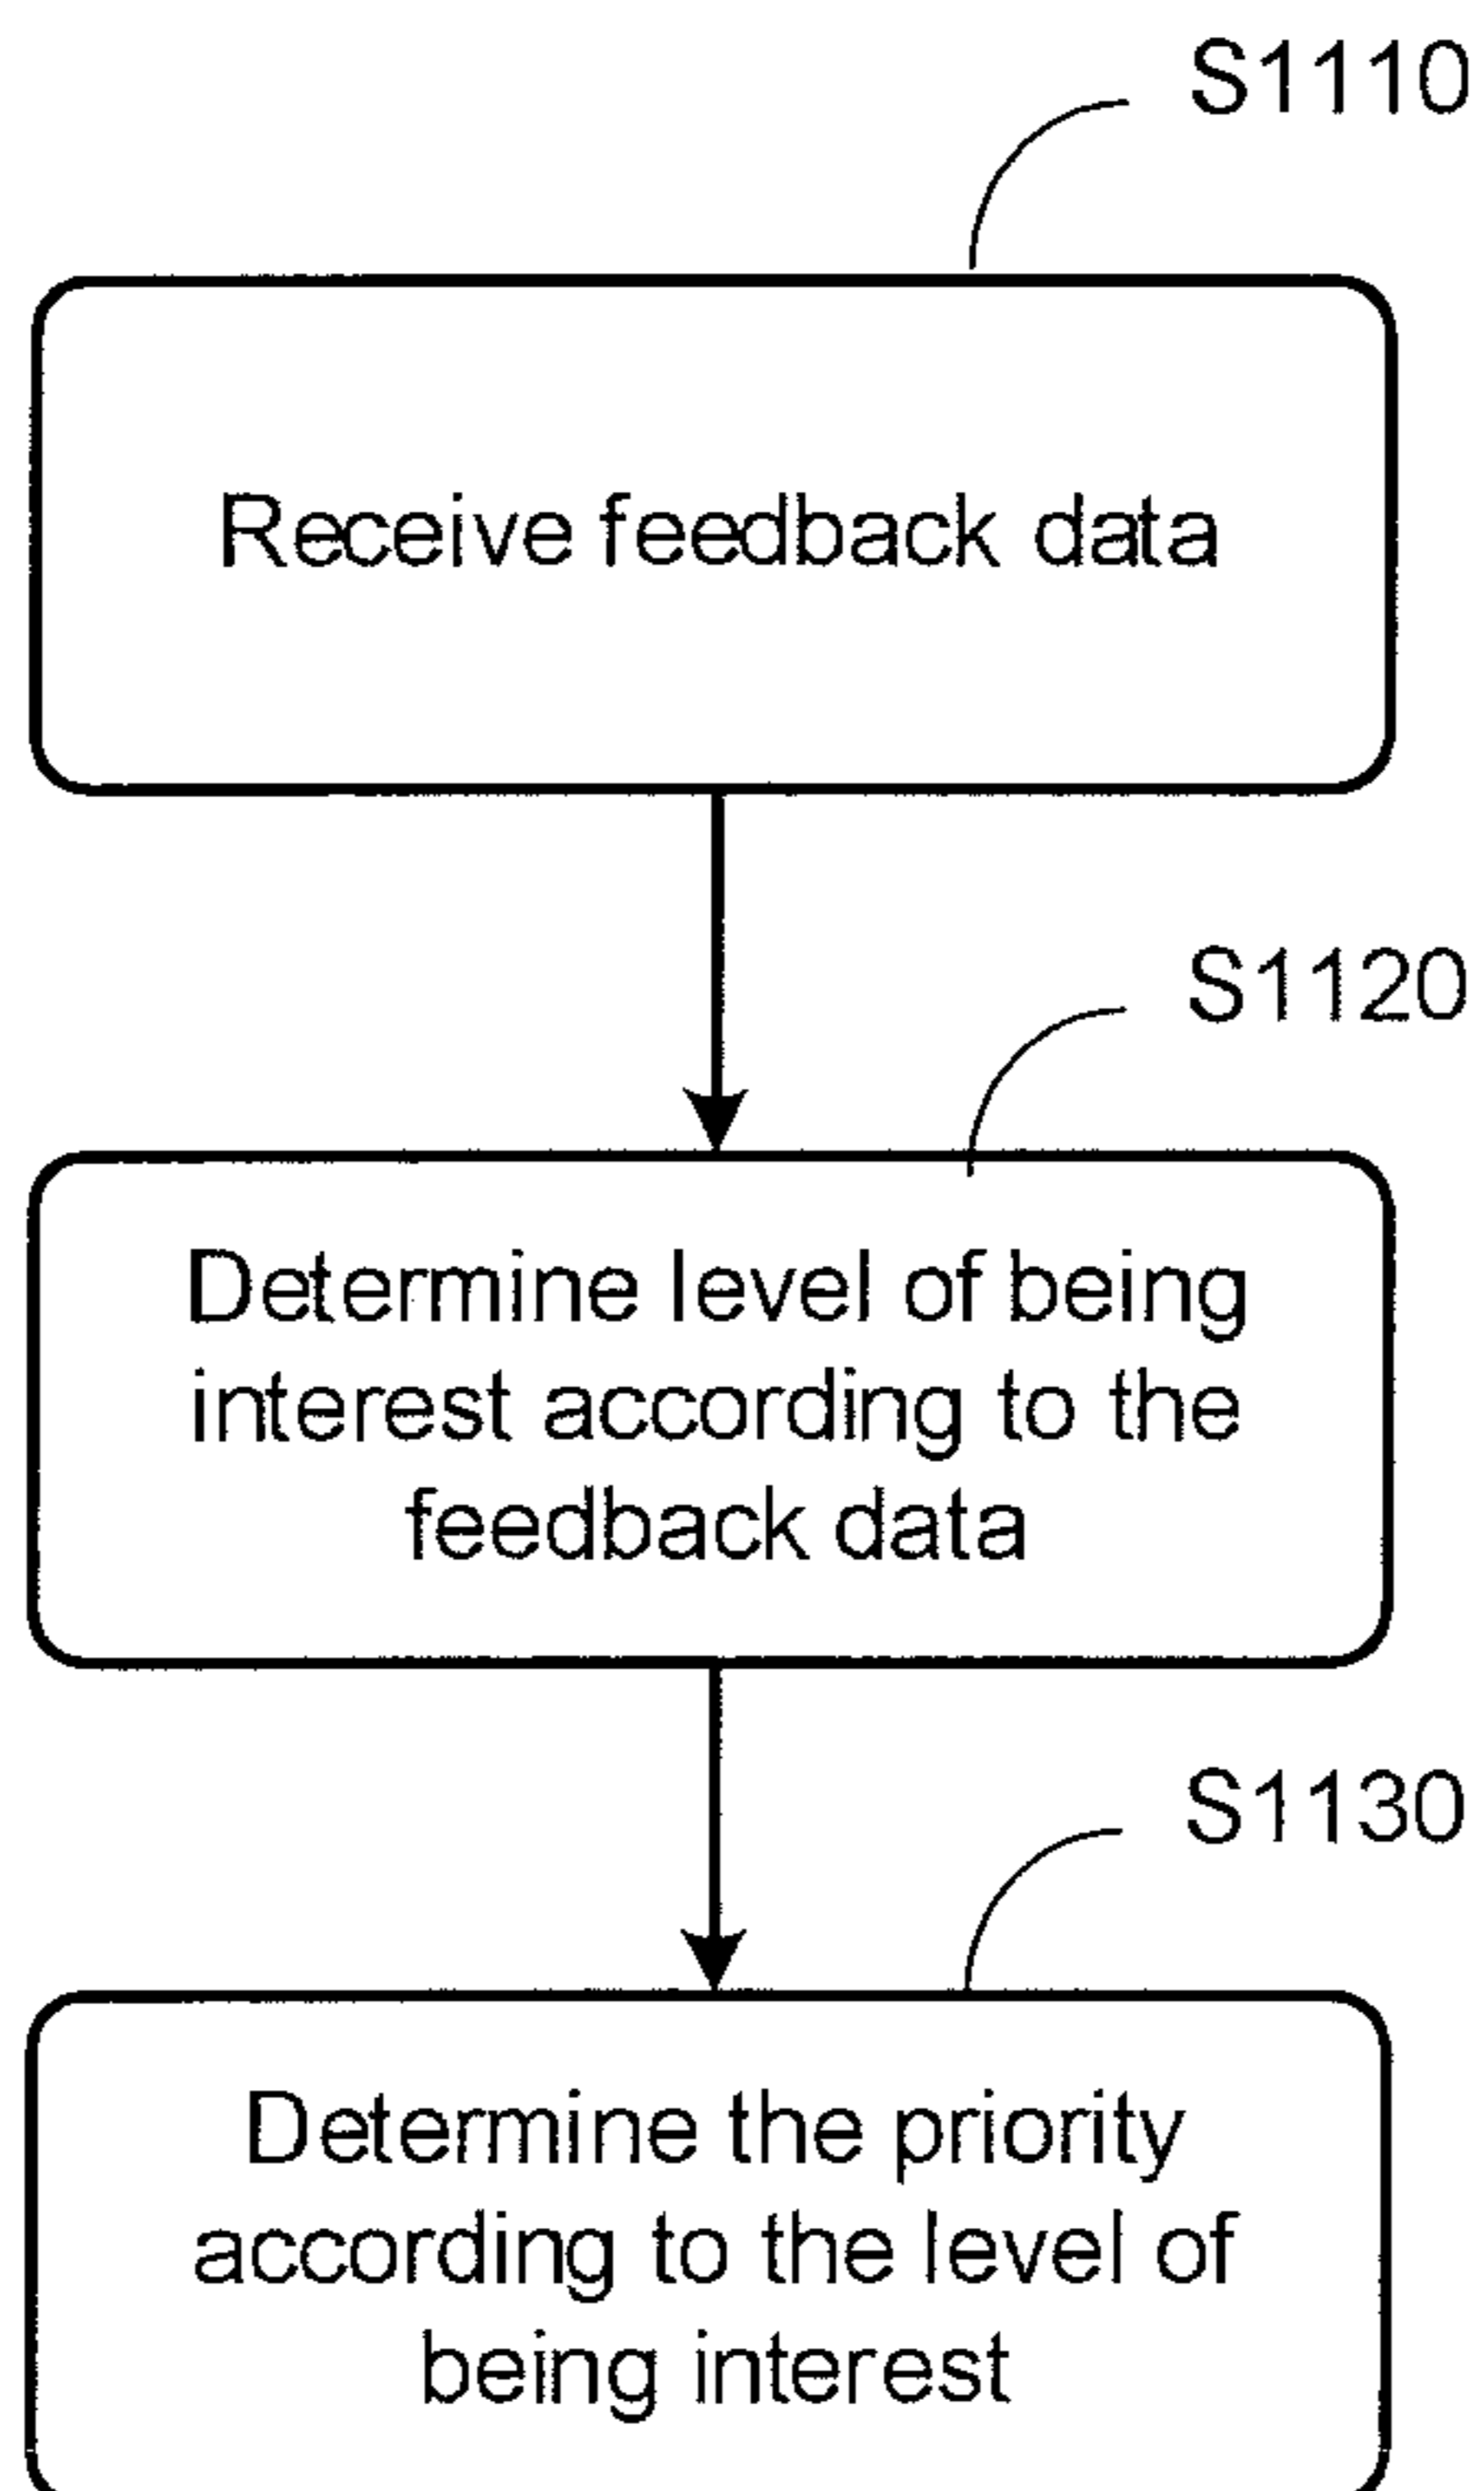 S1110
Receive feedback data
S1120
Determine level of being
interest according to the
feedback data
S1130
Determine the priority
according to the level of
being interest